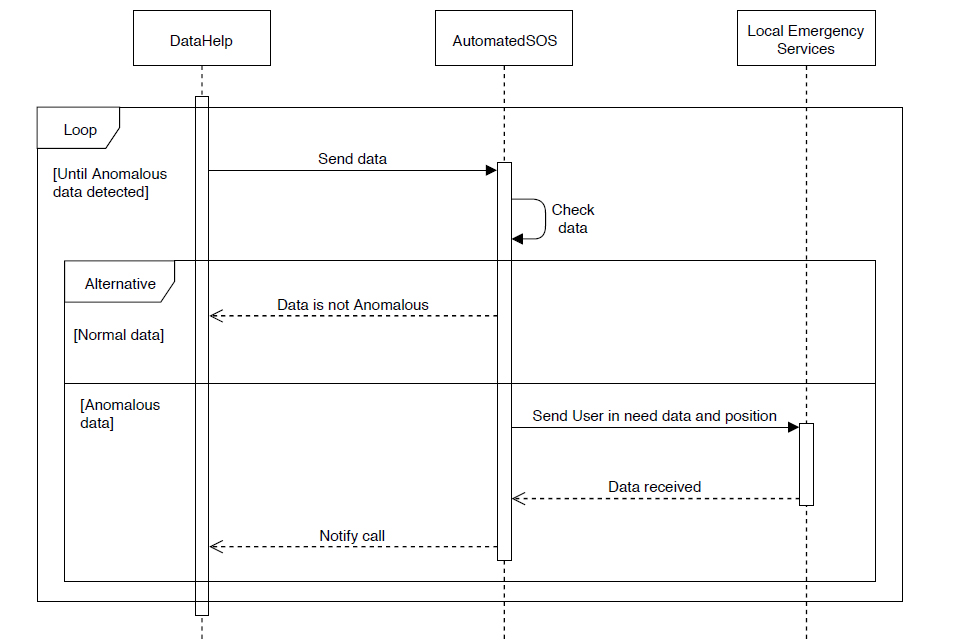 DataHelp
AutomatedSOS
Local Emergency
Services
Loop
[Until Anomalous
data detected]
Send data
Check
data
Alternative
Data is not Anomalous
[Normal data]
[Anomalous
data]
Send User in need data and position
Data received
Notify call